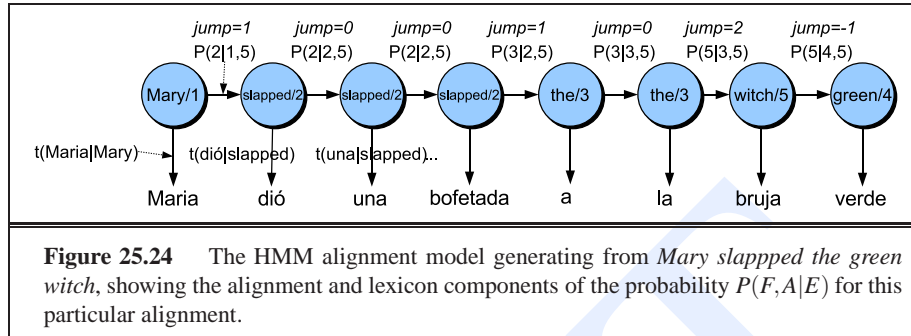 jump=1 jump=0 jump=0 jump=1 jump=0 jump=2 jump=-1
P(2|1,5) P(2|2,5) P(2|2,5) P(3|2,5) P(3|3,5) P(5|3,5) P(5|4,5)
Mary/1 slapped/2 slapped/2 slapped/2 the/3 the/3 witch/5 green/4
t(Maria|Mary) t(dió|slapped) t(una|slapped)...
Maria dió una bofetada a la bruja verde
Figure 25.24 The HMM alignment model generating from Mary slappped the green
witch, showing the alignment and lexicon components of the probability P(F,A|E) for this
particular alignment.